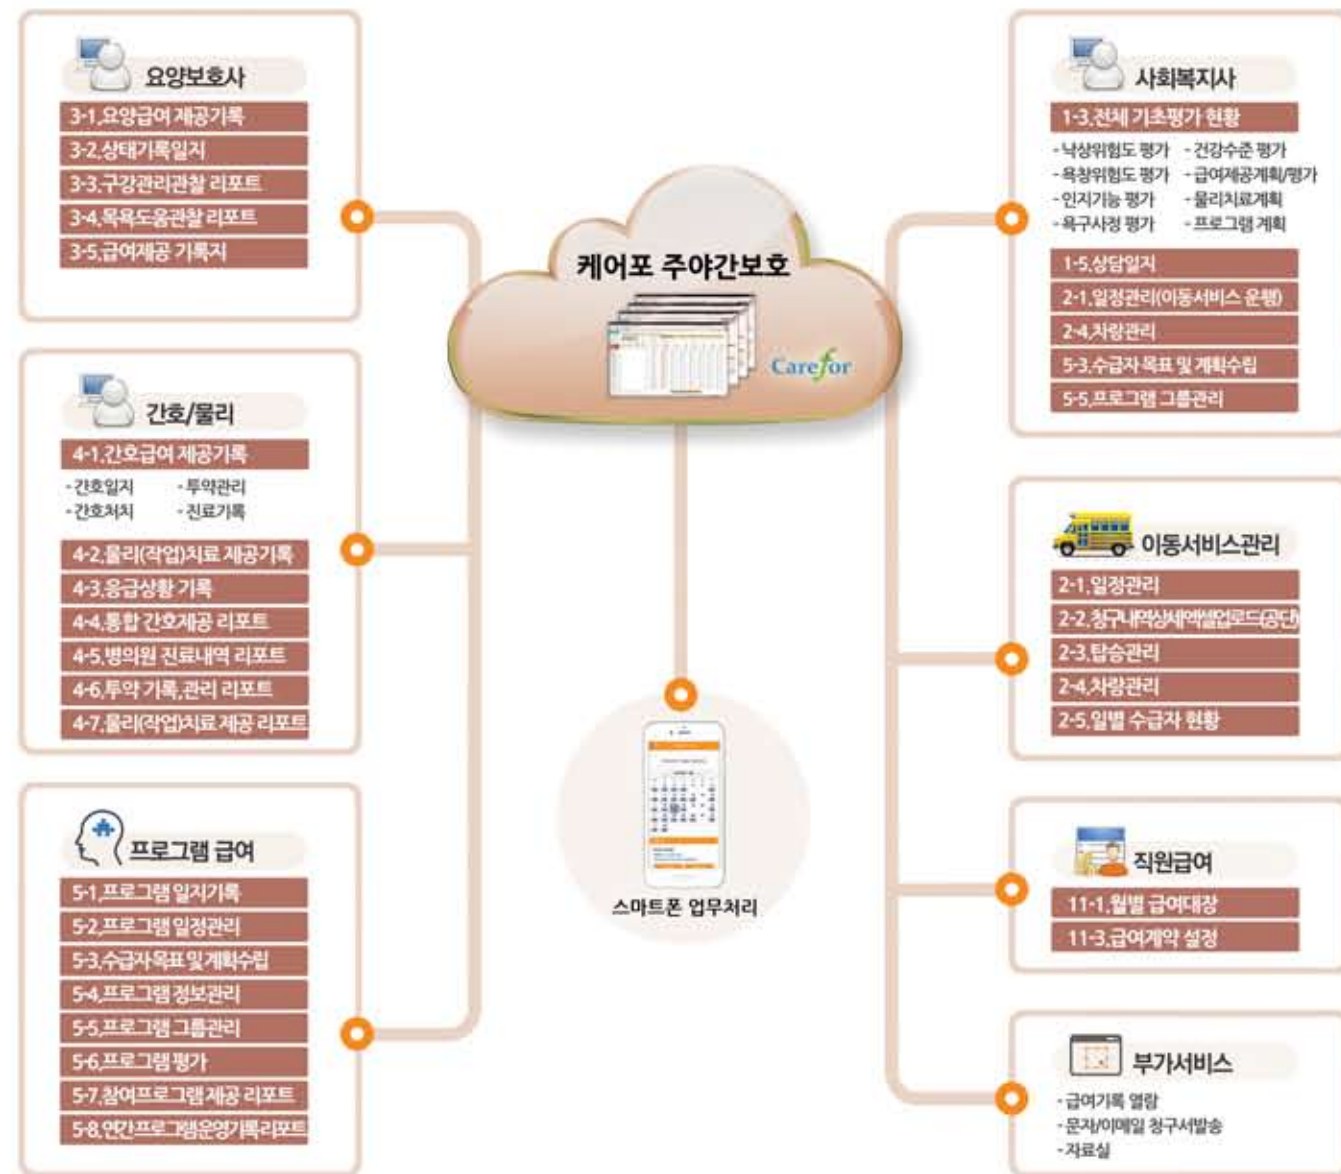 요양보호사
3-1.요양급여 제공기록
3-2.상태기록일지
3-3.구강관리관찰 리포트
3-4.목욕도움관찰 리포트
3-5.급여제공 기록지
간호/물리
4-1.간호급여 제공기록
-간호일지 -투약관리
-간호처치 -진료기록
4-2.물리(작업)치료 제공기록
4-3.응급상황 기록
4-4.통합 간호제공 리포트
4-5.병의원 진료내역 리포트
4-6.투약 기록,관리 리포트
4-7.물리(작업)치료 제공 리포트
프로그램 급여
5-1.프로그램 일지기록
5-2.프로그램 일정관리
5-3.수급자목표 및 계획수립
5-4.프로그램 정보관리
5-5.프로그램 그룹관리
5-6.프로그램 평가
5-7.참여프로그램 제공 리포트
5-8.연간프로그램운영기록리포트
케어포 주야간보호
Carefor
스마트폰 업무처리
사회복지사
1-3.전체 기초평가 현황
-낙상위험도 평가 -건강수준 평가
-욕창위험도 평가 -급여제공계획/평가
-인지기능 평가 -물리치료계획
-욕구사정 평가 -프로그램 계획
1-5.상담일지
2-1.일정관리(이동서비스 운행)
2-4.차량관리
5-3.수급자 목표 및 계획수립
5-5.프로그램 그룹관리
이동서비스관리
2-1.일정관리
2-2.청구내역상세엑셀업로드(공단)
2-3.탑승관리
2-4.차량관리
2-5.일별 수급자 현황
직원급여
11-1.월별 급여대장
11-3.급여계약 설정
부가서비스
-급여기록 열람
-문자/이메일 청구서발송
-자료실